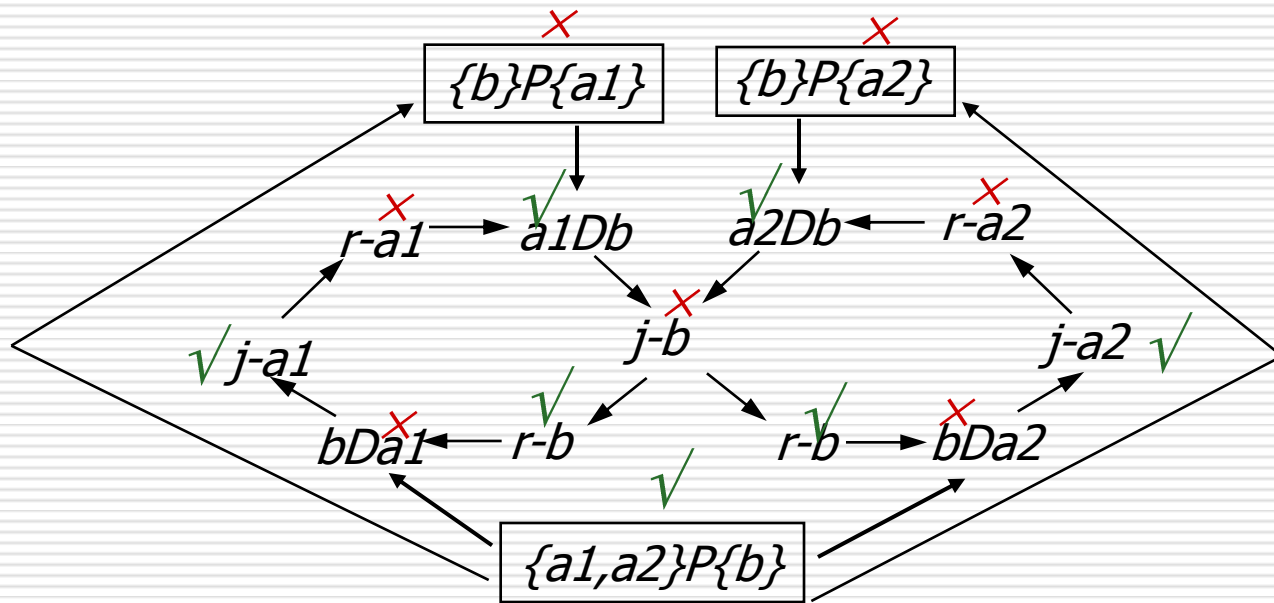 {b}P{a1} {b}P{a2}
r-a1 a1Db a2Db r-a2
j-b
√ j-a1 j-a2 √
bDa1 r-b r-b bDa2
{a1,a2}P{b}